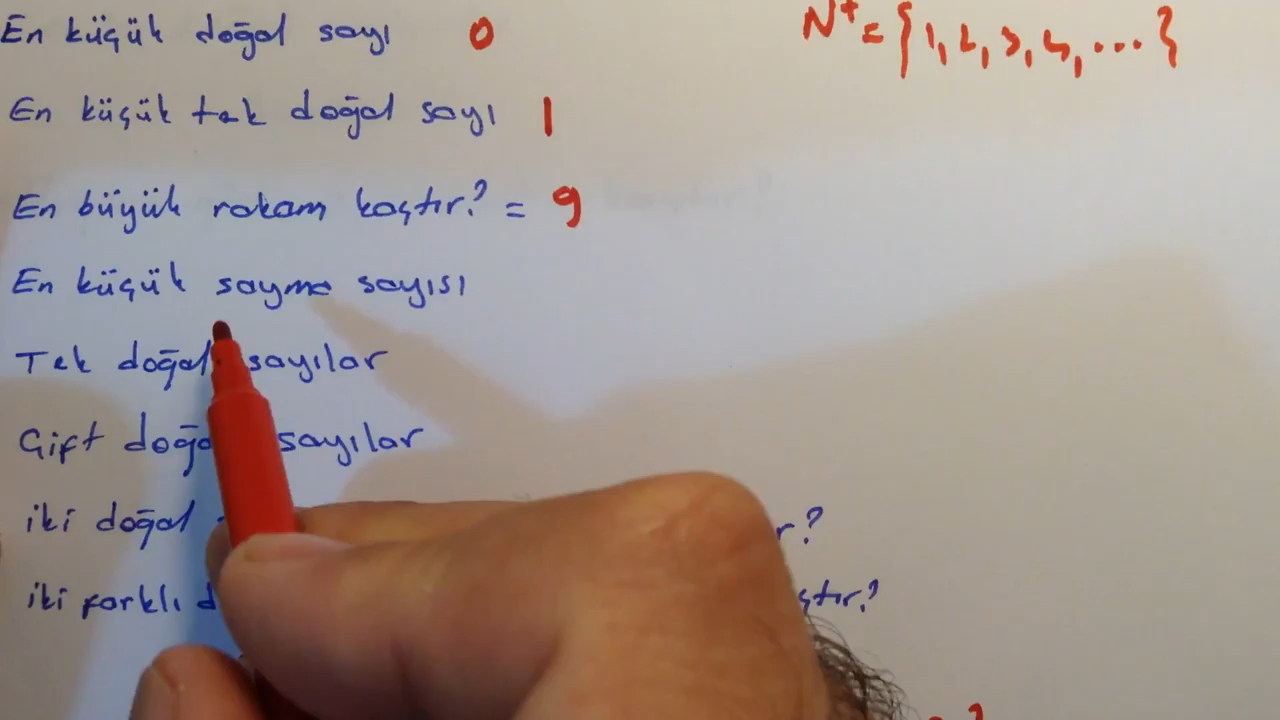 En küçük doğal sayı 0
N⁺ = {1, 2, 3, 4, ...}
En küçük tek doğal sayı 1
En büyük rakam kaçtır? = 9
En küçük sayma sayısı
Tek doğal sayılar
Çift doğal sayılar
iki doğal
iki farklı